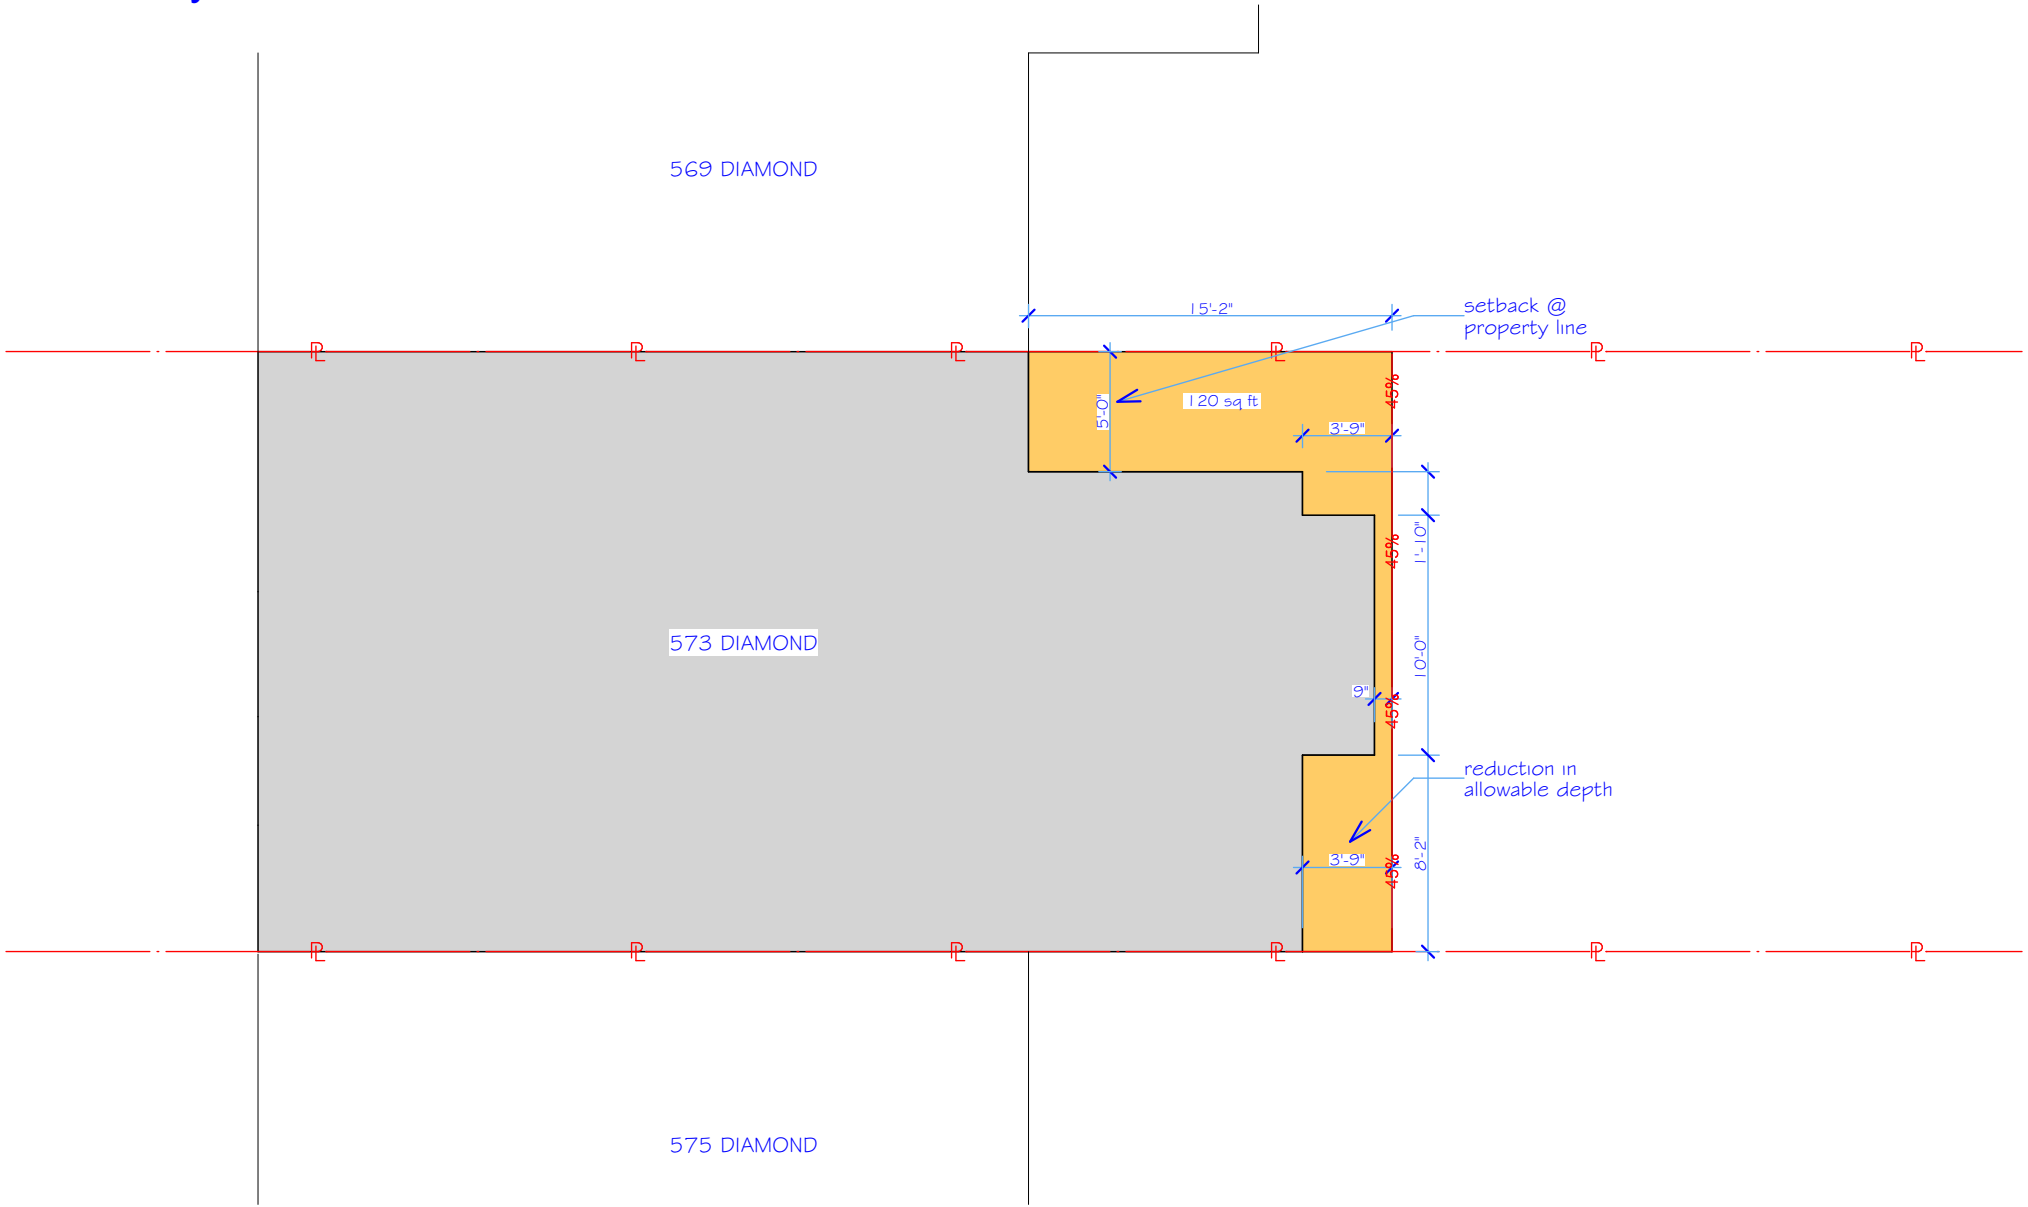 569 DIAMOND
15'-2"
setback @
property line
PL PL PL PL PL PL
45%
5'-0"
120 sq ft
3'-9"
45%
1'-10"
573 DIAMOND
10'-0"
9"
45%
reduction in
allowable depth
3'-9"
45%
8'-2"
PL PL PL PL PL PL
575 DIAMOND